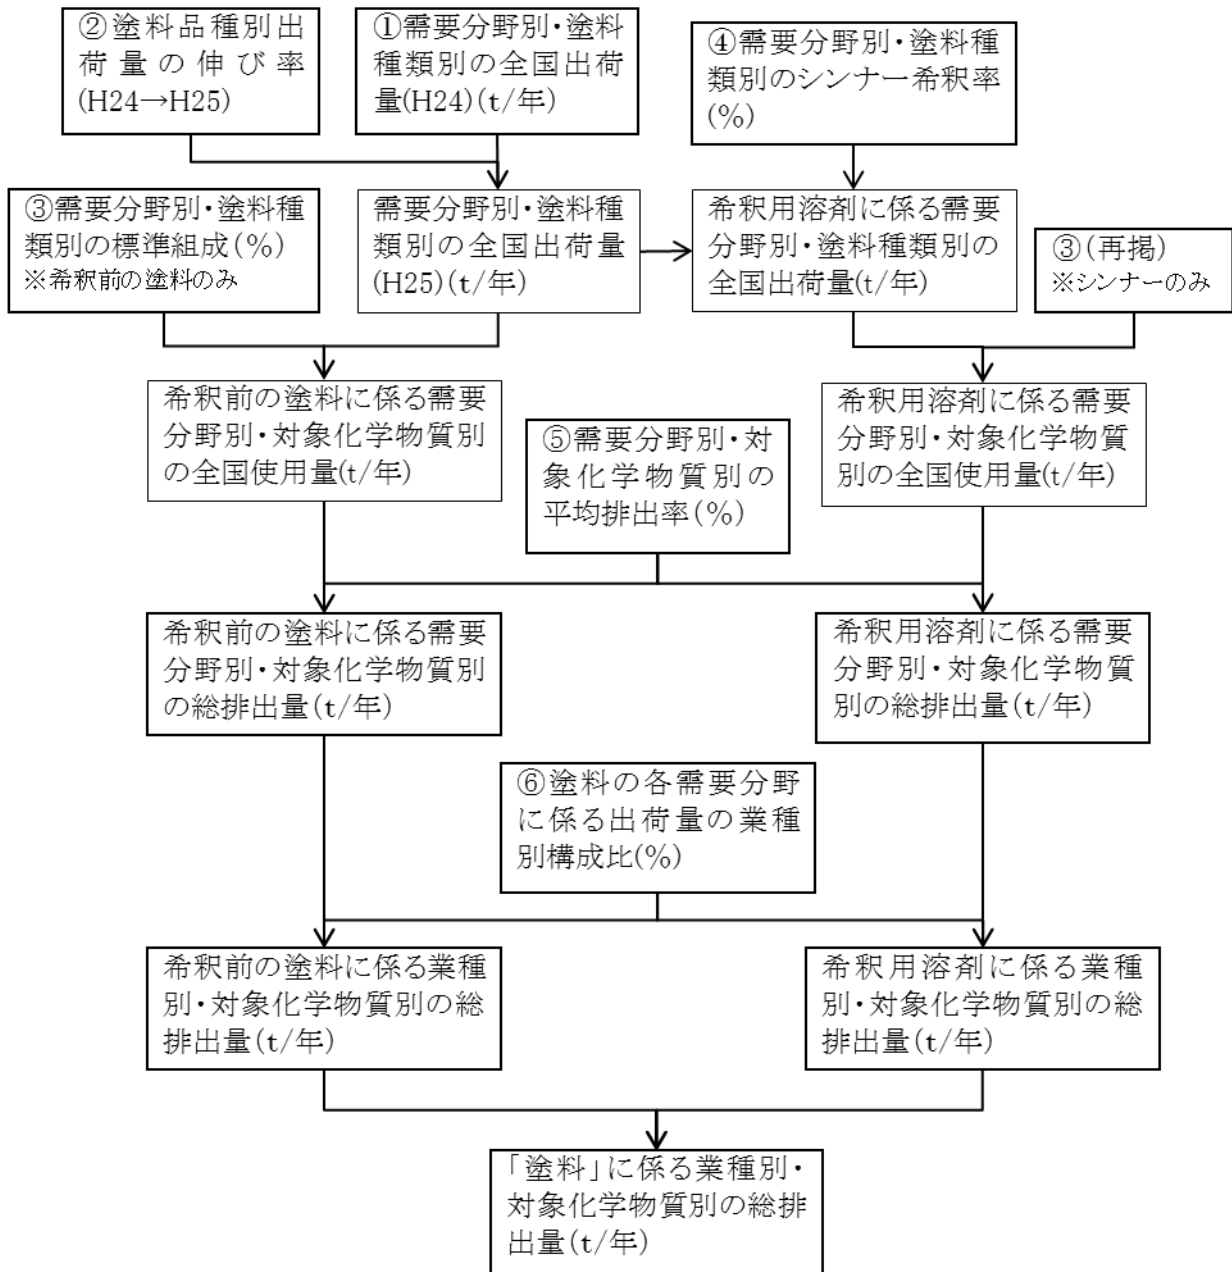 ②塗料品種別出
荷量の伸び率
(H24→H25)
①需要分野別・塗料
種類別の全国出荷
量(H24)(t/年)
④需要分野別・塗料種
類別のシンナー希釈率
(%)
③需要分野別・塗料種
類別の標準組成(%)
※希釈前の塗料のみ
需要分野別・塗料種
類別の全国出荷量
(H25)(t/年)
希釈用溶剤に係る需要
分野別・塗料種類別の
全国出荷量(t/年)
③(再掲)
※シンナーのみ
希釈前の塗料に係る需要
分野別・対象化学物質別
の全国使用量(t/年)
⑤需要分野別・対
象化学物質別の
平均排出率(%)
希釈用溶剤に係る需要
分野別・対象化学物質
別の全国使用量(t/年)
希釈前の塗料に係る需要
分野別・対象化学物質別
の総排出量(t/年)
希釈用溶剤に係る需要
分野別・対象化学物質
別の総排出量(t/年)
⑥塗料の各需要分野
に係る出荷量の業種
別構成比(%)
希釈前の塗料に係る業種
別・対象化学物質別の総
排出量(t/年)
希釈用溶剤に係る業種
別・対象化学物質別の総
排出量(t/年)
「塗料」に係る業種別・
対象化学物質別の総排
出量(t/年)